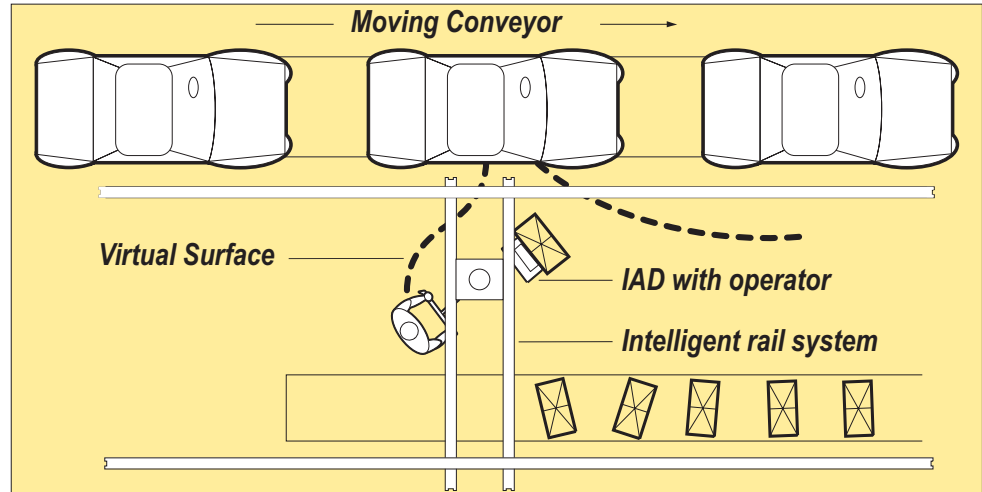 Moving Conveyor
Virtual Surface
IAD with operator
Intelligent rail system